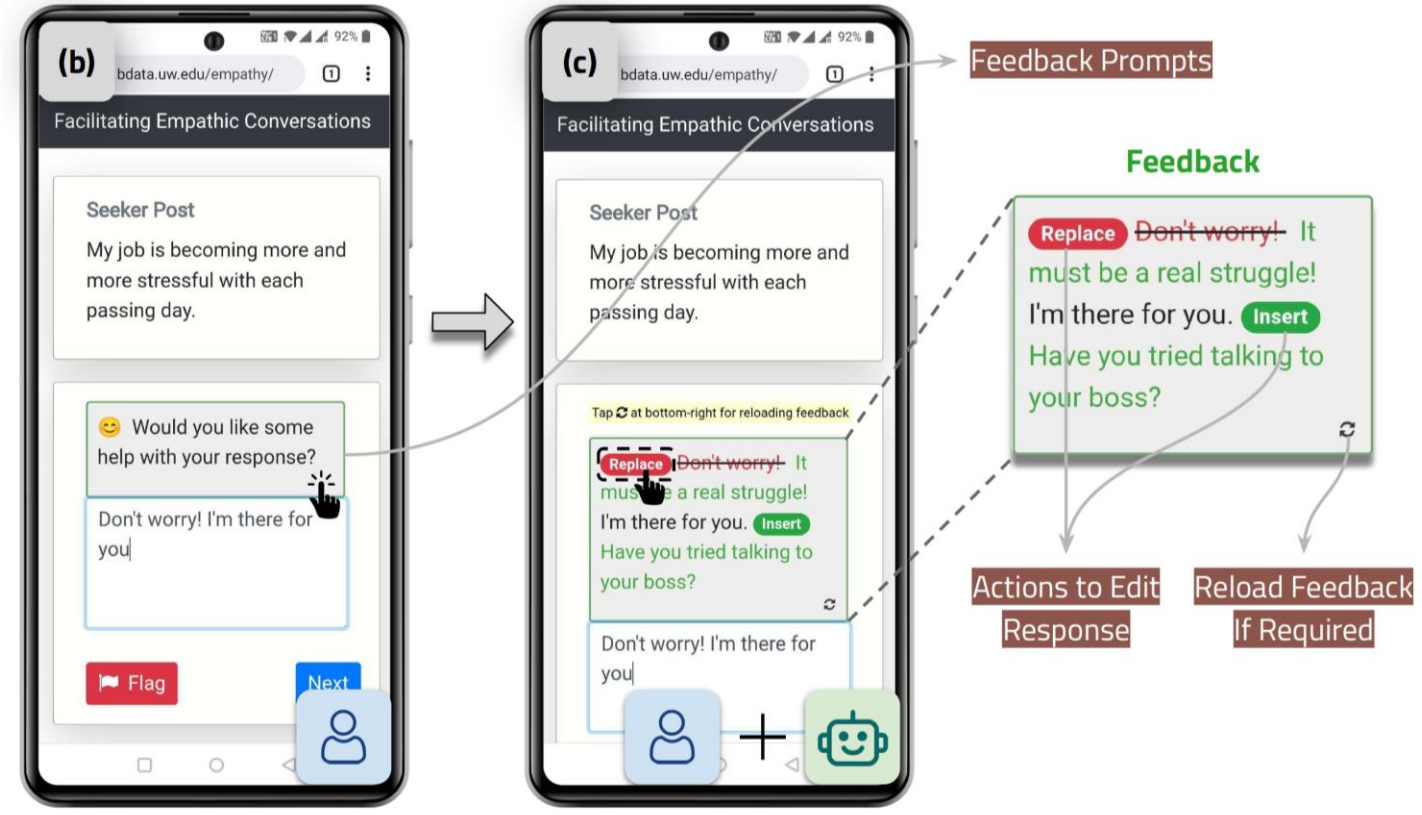 (b)
92%
bdata.uw.edu/empathy/
1
Facilitating Empathic Conversations
Seeker Post
My job is becoming more and
more stressful with each
passing day.
😊 Would you like some
help with your response?
Don't worry! I'm there for
you
Flag
Next
(c)
92%
bdata.uw.edu/empathy/
1
Facilitating Empathic Conversations
Seeker Post
My job is becoming more and
more stressful with each
passing day.
Tap at bottom-right for reloading feedback
Replace Don't worry! It
must be a real struggle!
I'm there for you. Insert
Have you tried talking to
your boss?
Don't worry! I'm there for
you
Feedback Prompts
Feedback
Replace Don't worry! It
must be a real struggle!
I'm there for you. Insert
Have you tried talking to
your boss?
Actions to Edit
Response
Reload Feedback
If Required